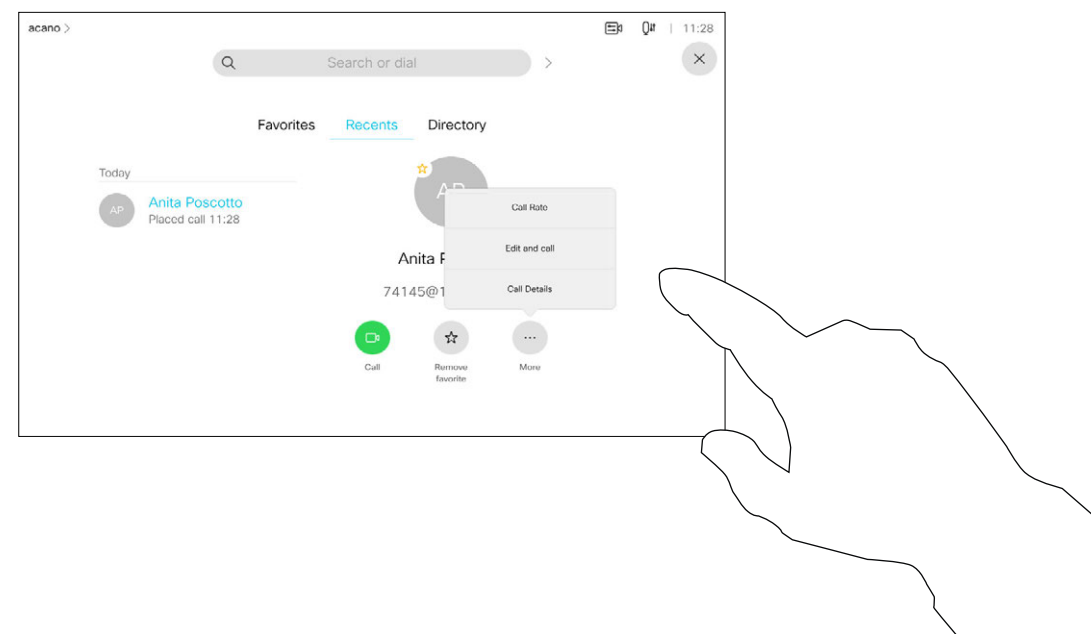 acano >
11:28
Search or dial
Favorites Recents Directory
Today
AP
Anita Poscotto
Placed call 11:28
AP
Anita P
74145@1
Call Rate
Edit and call
Call Details
Call
Remove
favorite
More